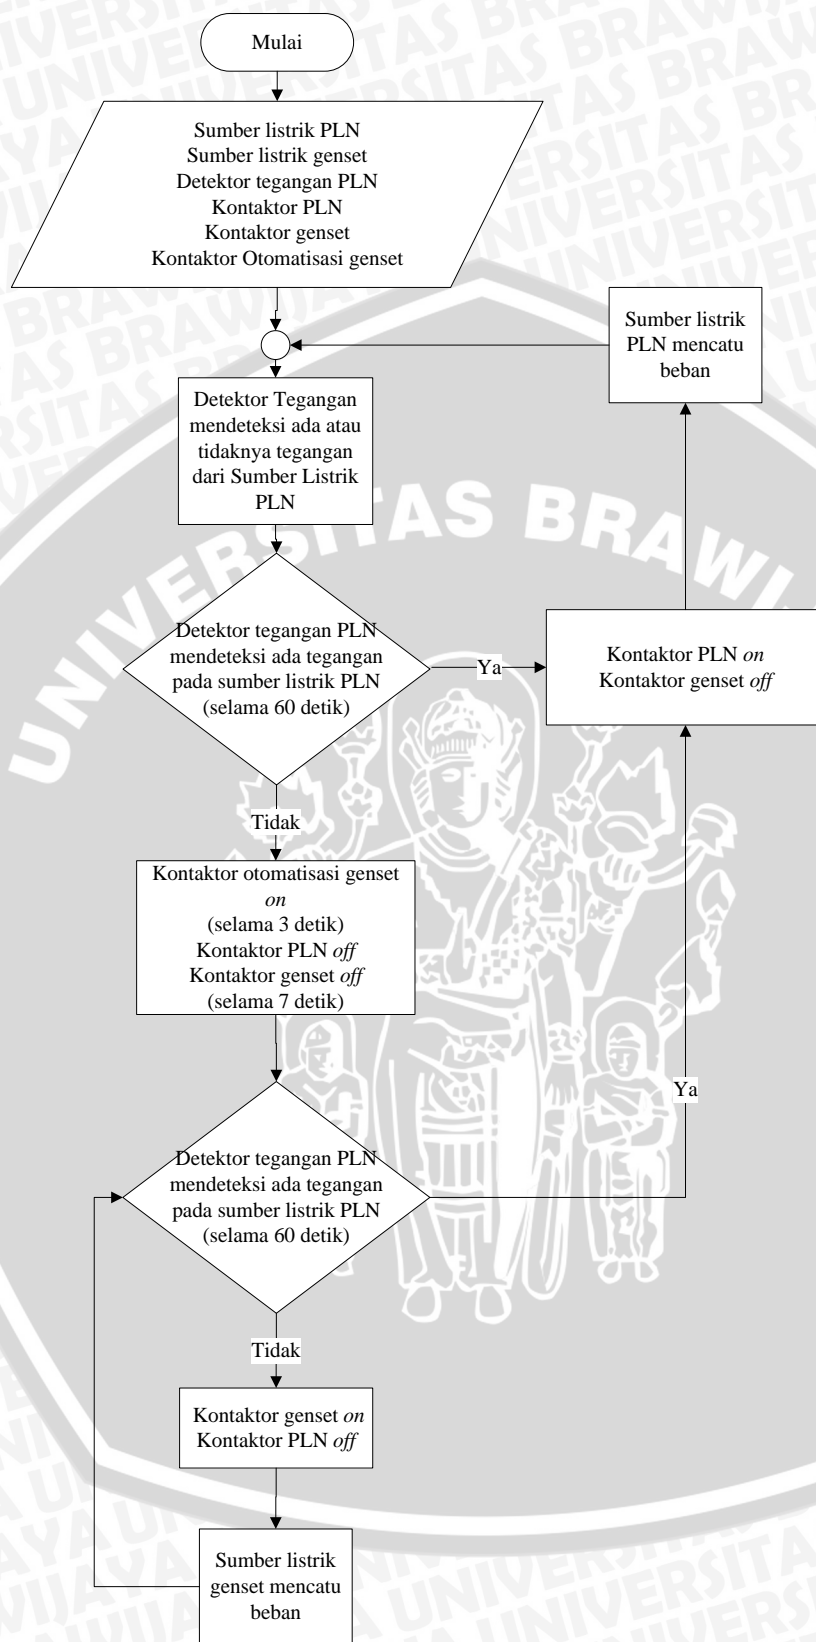 Mulai
Sumber listrik PLN
Sumber listrik genset
Detektor tegangan PLN
Kontaktor PLN
Kontaktor genset
Kontaktor Otomatisasi genset
Sumber listrik
PLN mencatu
beban
Detektor Tegangan
mendeteksi ada atau
tidaknya tegangan
dari Sumber Listrik
PLN
UNIVERSITAS BRAWIJ
Detektor tegangan PLN
mendeteksi ada tegangan
pada sumber listrik PLN
(selama 60 detik)
Ya
Kontaktor PLN on
Kontaktor genset off
Tidak
Kontaktor otomatisasi genset
on
(selama 3 detik)
Kontaktor PLN off
Kontaktor genset off
(selama 7 detik)
Ya
Detektor tegangan PLN
mendeteksi ada tegangan
pada sumber listrik PLN
(selama 60 detik)
Tidak
Kontaktor genset on
Kontaktor PLN off
Sumber listrik
genset mencatu
beban